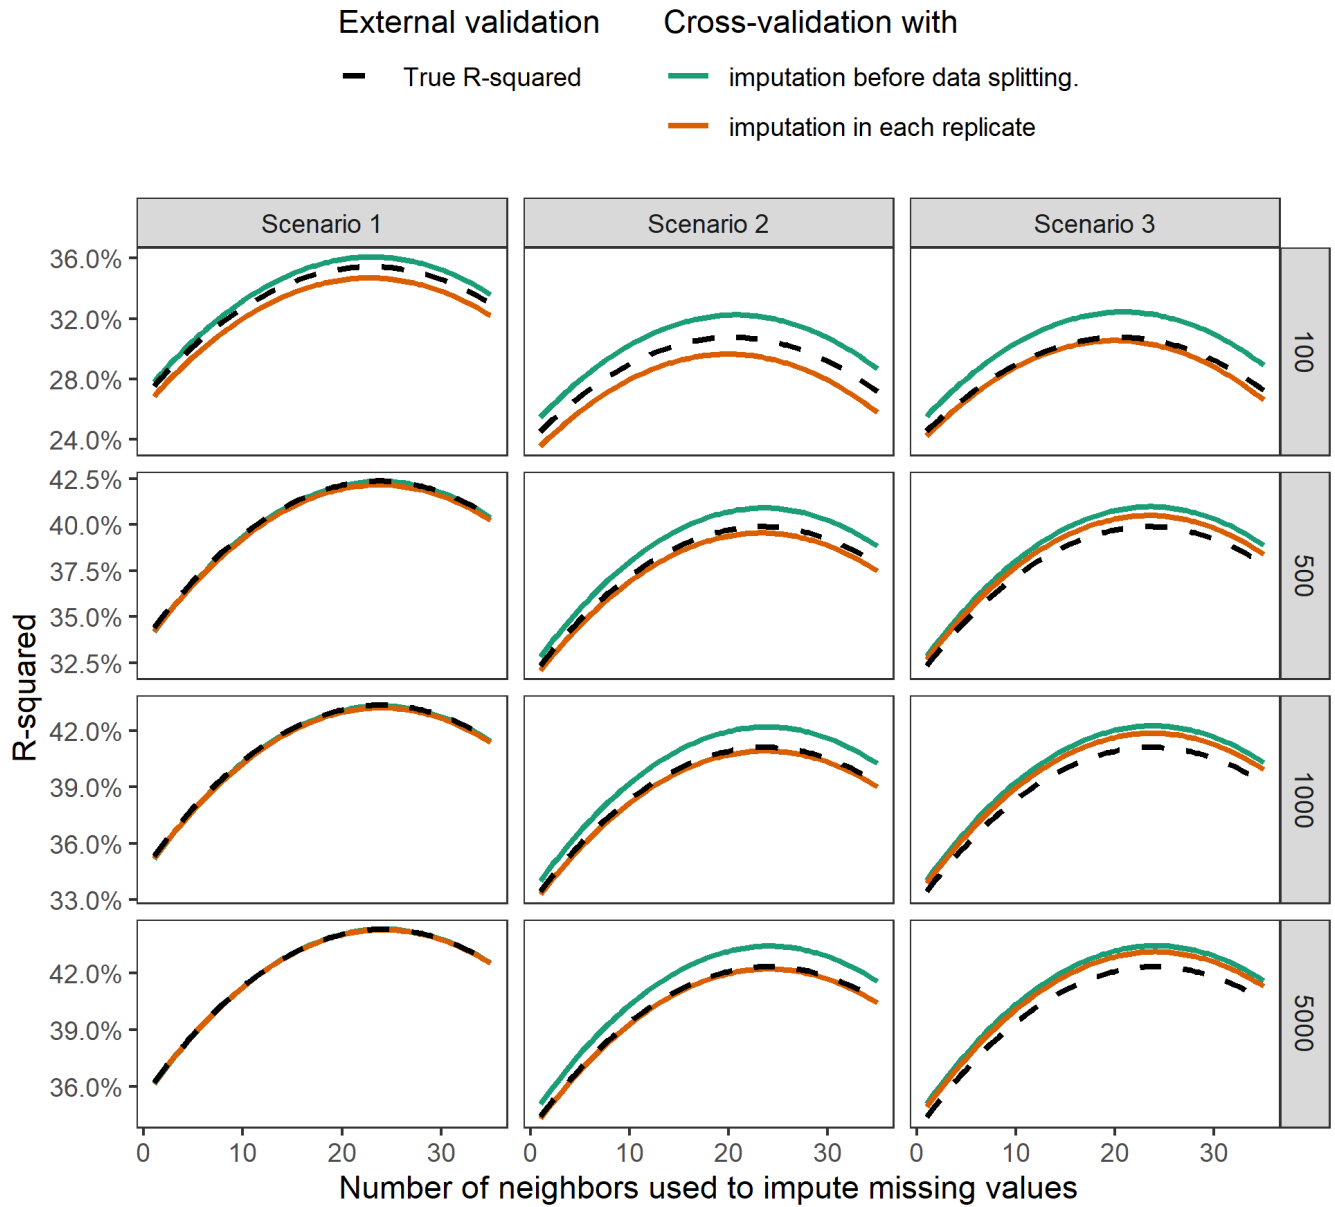 External validation
Cross-validation with
True R-squared
imputation before data splitting.
imputation in each replicate
Scenario 1
Scenario 2
Scenario 3
36.0%
32.0%
28.0%
24.0%
100
42.5%
40.0%
37.5%
35.0%
32.5%
500
42.0%
39.0%
36.0%
33.0%
1000
42.0%
39.0%
36.0%
5000
R-squared
0 10 20 30
0 10 20 30
0 10 20 30
Number of neighbors used to impute missing values